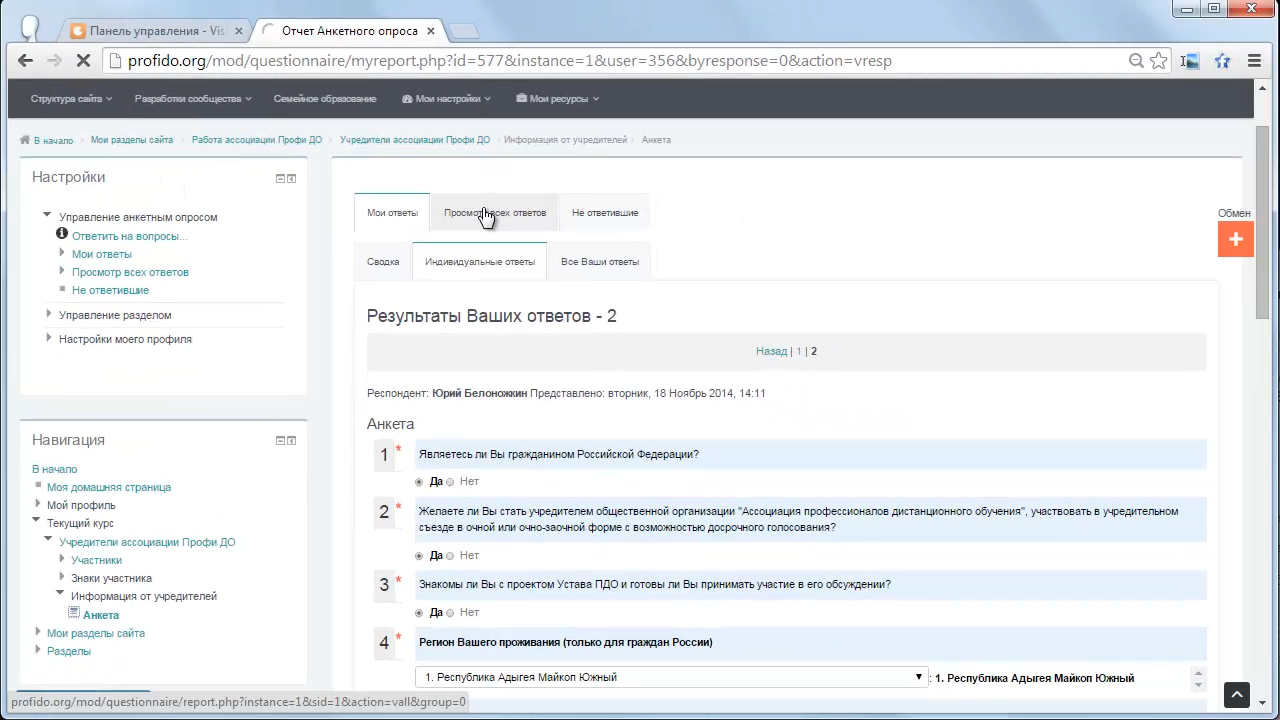 Панель управления - Vis
Отчет Анкетного опроса
profido.org/mod/questionnaire/myreport.php?id=577&instance=1&user=356&byresponse=0&action=vresp
Структура сайта
Разработки сообщества
Семейное образование
Мои настройки
Мои ресурсы
В начало
Мои разделы сайта
Работа ассоциации Профи ДО
Учредители ассоциации Профи ДО
Информация от учредителей
Анкета
Настройки
Управление анкетным опросом
Ответить на вопросы...
Мои ответы
Просмотр всех ответов
Не ответившие
Управление разделом
Настройки моего профиля
Навигация
В начало
Моя домашняя страница
Мой профиль
Текущий курс
Учредители ассоциации Профи ДО
Участники
Знаки участника
Информация от учредителей
Анкета
Мои разделы сайта
Разделы
Мои ответы
Просмотр всех ответов
Не ответившие
Сводка
Индивидуальные ответы
Все Ваши ответы
Обмен
Результаты Ваших ответов - 2
Назад | 1 | 2
Респондент: Юрий Белоножкин Представлено: вторник, 18 Ноябрь 2014, 14:11
Анкета
1 * Являетесь ли Вы гражданином Российской Федерации?
Да Нет
2 * Желаете ли Вы стать учредителем общественной организации "Ассоциация профессионалов дистанционного обучения", участвовать в учредительном
съезде в очной или очно-заочной форме с возможностью досрочного голосования?
Да Нет
3 * Знакомы ли Вы с проектом Устава ПДО и готовы ли Вы принимать участие в его обсуждении?
Да Нет
4 * Регион Вашего проживания (только для граждан России)
1. Республика Адыгея Майкоп Южный : 1. Республика Адыгея Майкоп Южный
profido.org/mod/questionnaire/report.php?instance=1&sid=1&action=vall&group=0